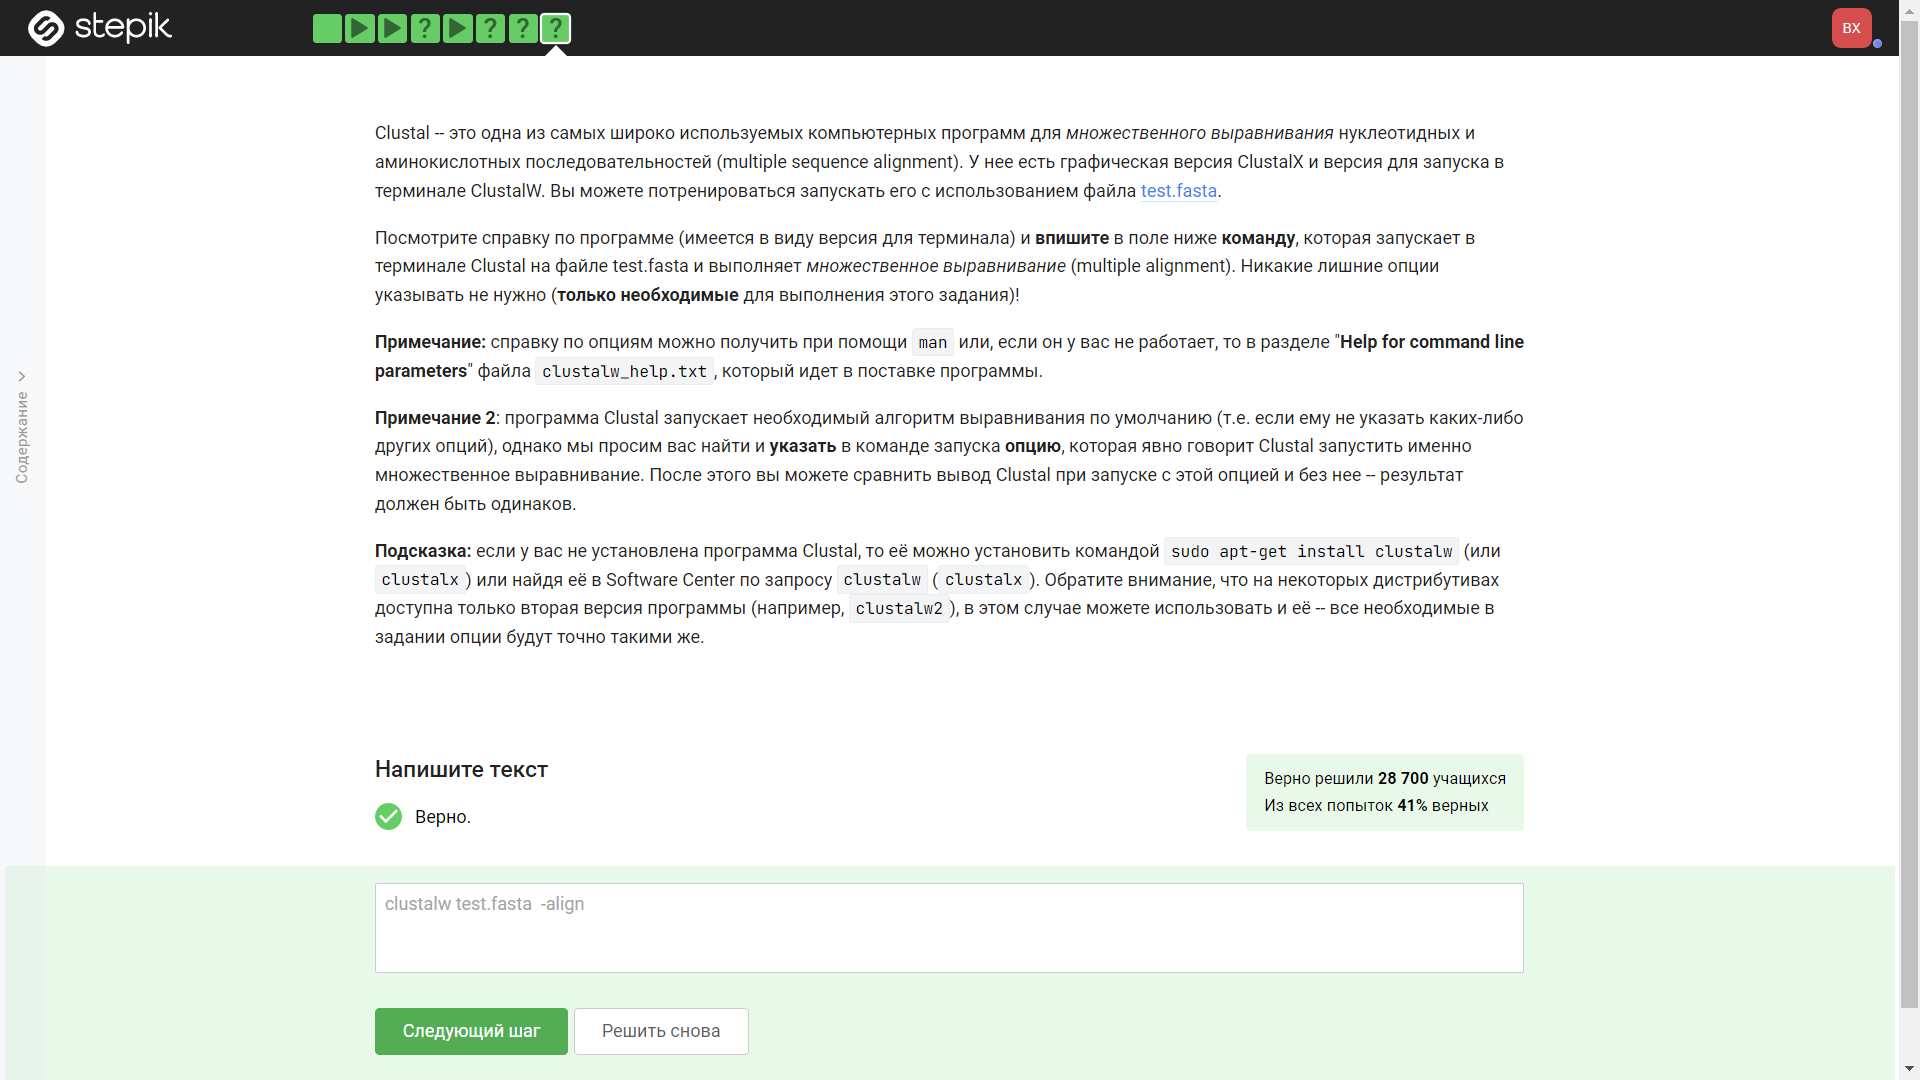 stepik
? ? ? ?
ВХ
Содержание
Clustal -- это одна из самых широко используемых компьютерных программ для множественного выравнивания нуклеотидных и
аминокислотных последовательностей (multiple sequence alignment). У нее есть графическая версия ClustalX и версия для запуска в
терминале ClustalW. Вы можете потренироваться запускать его с использованием файла test.fasta.
Посмотрите справку по программе (имеется в виду версия для терминала) и впишите в поле ниже команду, которая запускает в
терминале Clustal на файле test.fasta и выполняет множественное выравнивание (multiple alignment). Никакие лишние опции
указывать не нужно (только необходимые для выполнения этого задания)!
Примечание: справку по опциям можно получить при помощи man или, если он у вас не работает, то в разделе "Help for command line
parameters" файла clustalw_help.txt, который идет в поставке программы.
Примечание 2: программа Clustal запускает необходимый алгоритм выравнивания по умолчанию (т.е. если ему не указать каких-либо
других опций), однако мы просим вас найти и указать в команде запуска опцию, которая явно говорит Clustal запустить именно
множественное выравнивание. После этого вы можете сравнить вывод Clustal при запуске с этой опцией и без нее -- результат
должен быть одинаков.
Подсказка: если у вас не установлена программа Clustal, то её можно установить командой sudo apt-get install clustalw (или
clustalx) или найдя её в Software Center по запросу clustalw (clustalx). Обратите внимание, что на некоторых дистрибутивах
доступна только вторая версия программы (например, clustalw2), в этом случае можете использовать и её -- все необходимые в
задании опции будут точно такими же.
Напишите текст
Верно.
Верно решили 28 700 учащихся
Из всех попыток 41% верных
clustalw test.fasta  -align
Следующий шаг
Решить снова